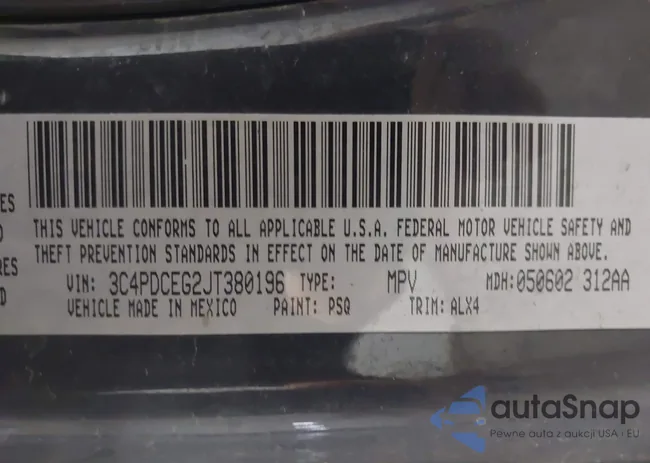 THIS VEHICLE CONFORMS TO ALL APPLICABLE U.S.A. FEDERAL MOTOR VEHICLE SAFETY AND
ES
THEFT PREVENTION STANDARDS IN EFFECT ON THE DATE OF MANUFACTURE SHOWN ABOVE.
RES
VIN: 3C4PDCEG2JT380196 TYPE: MPV MDH:050602 312AA
D
VEHICLE MADE IN MEXICO PAINT: PSQ TRIM: ALX4
autaSnap
Pewne auta z aukcji USA i EU